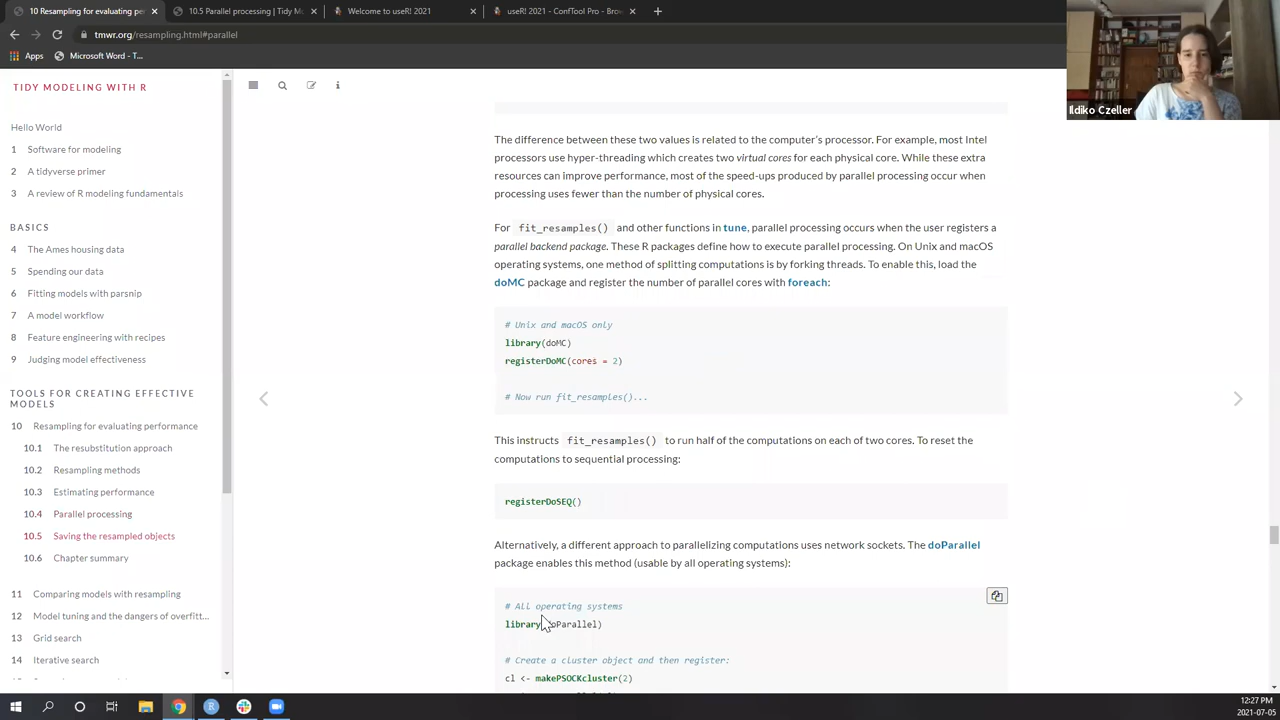 10 Resampling for evaluating per
10.5 Parallel processing | Tidy Mo
Welcome to useR! 2021
useR! 2021 - ConfTool Pro - Brow
tmwr.org/resampling.html#parallel
Apps
Microsoft Word - T...
Ildiko Czeller
TIDY MODELING WITH R
Hello World
1 Software for modeling
2 A tidyverse primer
3 A review of R modeling fundamentals
BASICS
4 The Ames housing data
5 Spending our data
6 Fitting models with parsnip
7 A model workflow
8 Feature engineering with recipes
9 Judging model effectiveness
TOOLS FOR CREATING EFFECTIVE
MODELS
10 Resampling for evaluating performance
10.1 The resubstitution approach
10.2 Resampling methods
10.3 Estimating performance
10.4 Parallel processing
10.5 Saving the resampled objects
10.6 Chapter summary
11 Comparing models with resampling
12 Model tuning and the dangers of overfitt...
13 Grid search
14 Iterative search
The difference between these two values is related to the computer's processor. For example, most Intel
processors use hyper-threading which creates two virtual cores for each physical core. While these extra
resources can improve performance, most of the speed-ups produced by parallel processing occur when
processing uses fewer than the number of physical cores.
For fit_resamples() and other functions in tune, parallel processing occurs when the user registers a
parallel backend package. These R packages define how to execute parallel processing. On Unix and macOS
operating systems, one method of splitting computations is by forking threads. To enable this, load the
doMC package and register the number of parallel cores with foreach:
# Unix and macOS only
library(doMC)
registerDoMC(cores = 2)
# Now run fit_resamples()...
This instructs fit_resamples() to run half of the computations on each of two cores. To reset the
computations to sequential processing:
registerDoSEQ()
Alternatively, a different approach to parallelizing computations uses network sockets. The doParallel
package enables this method (usable by all operating systems):
# All operating systems
library(doParallel)
# Create a cluster object and then register:
cl <- makePSOCKcluster(2)
12:27 PM
2021-07-05